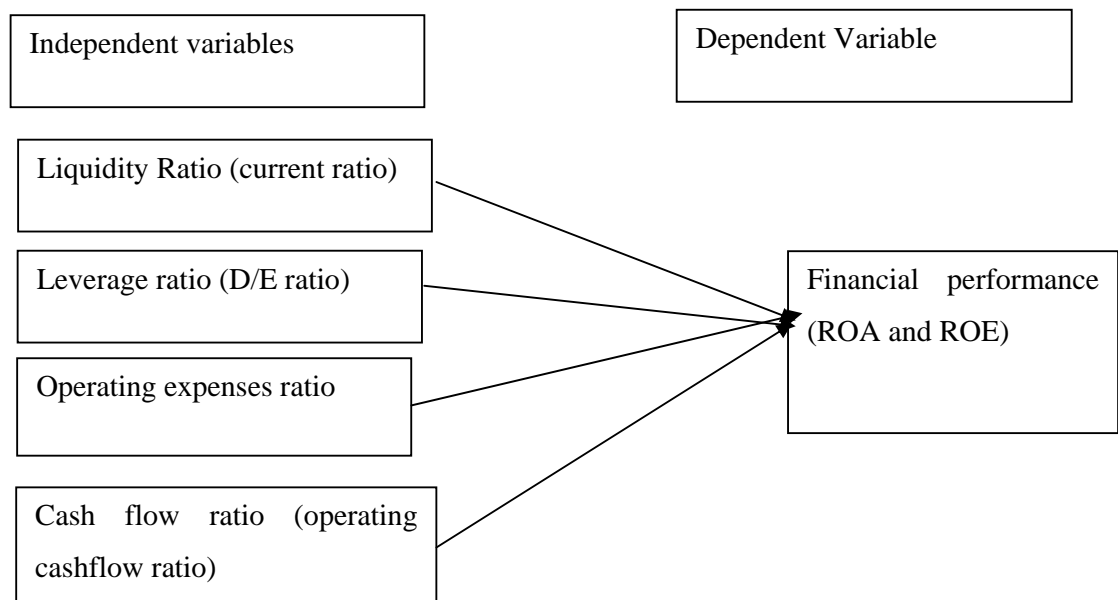 Independent variables
Dependent Variable
Liquidity Ratio (current ratio)
Leverage ratio (D/E ratio)
Financial performance
(ROA and ROE)
Operating expenses ratio
Cash flow ratio (operating
cashflow ratio)